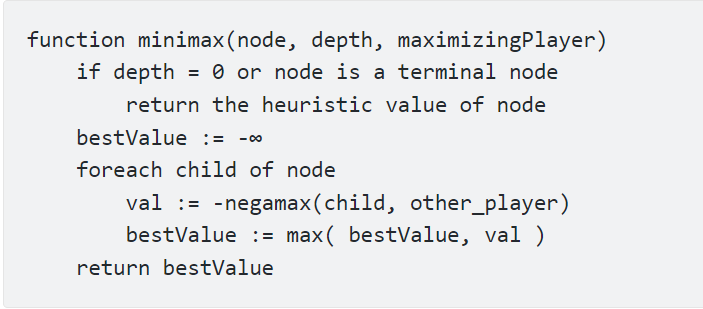 function minimax(node, depth, maximizingPlayer)
    if depth = 0 or node is a terminal node
        return the heuristic value of node
    bestValue := -∞
    foreach child of node
        val := -negamax(child, other_player)
        bestValue := max( bestValue, val )
    return bestValue